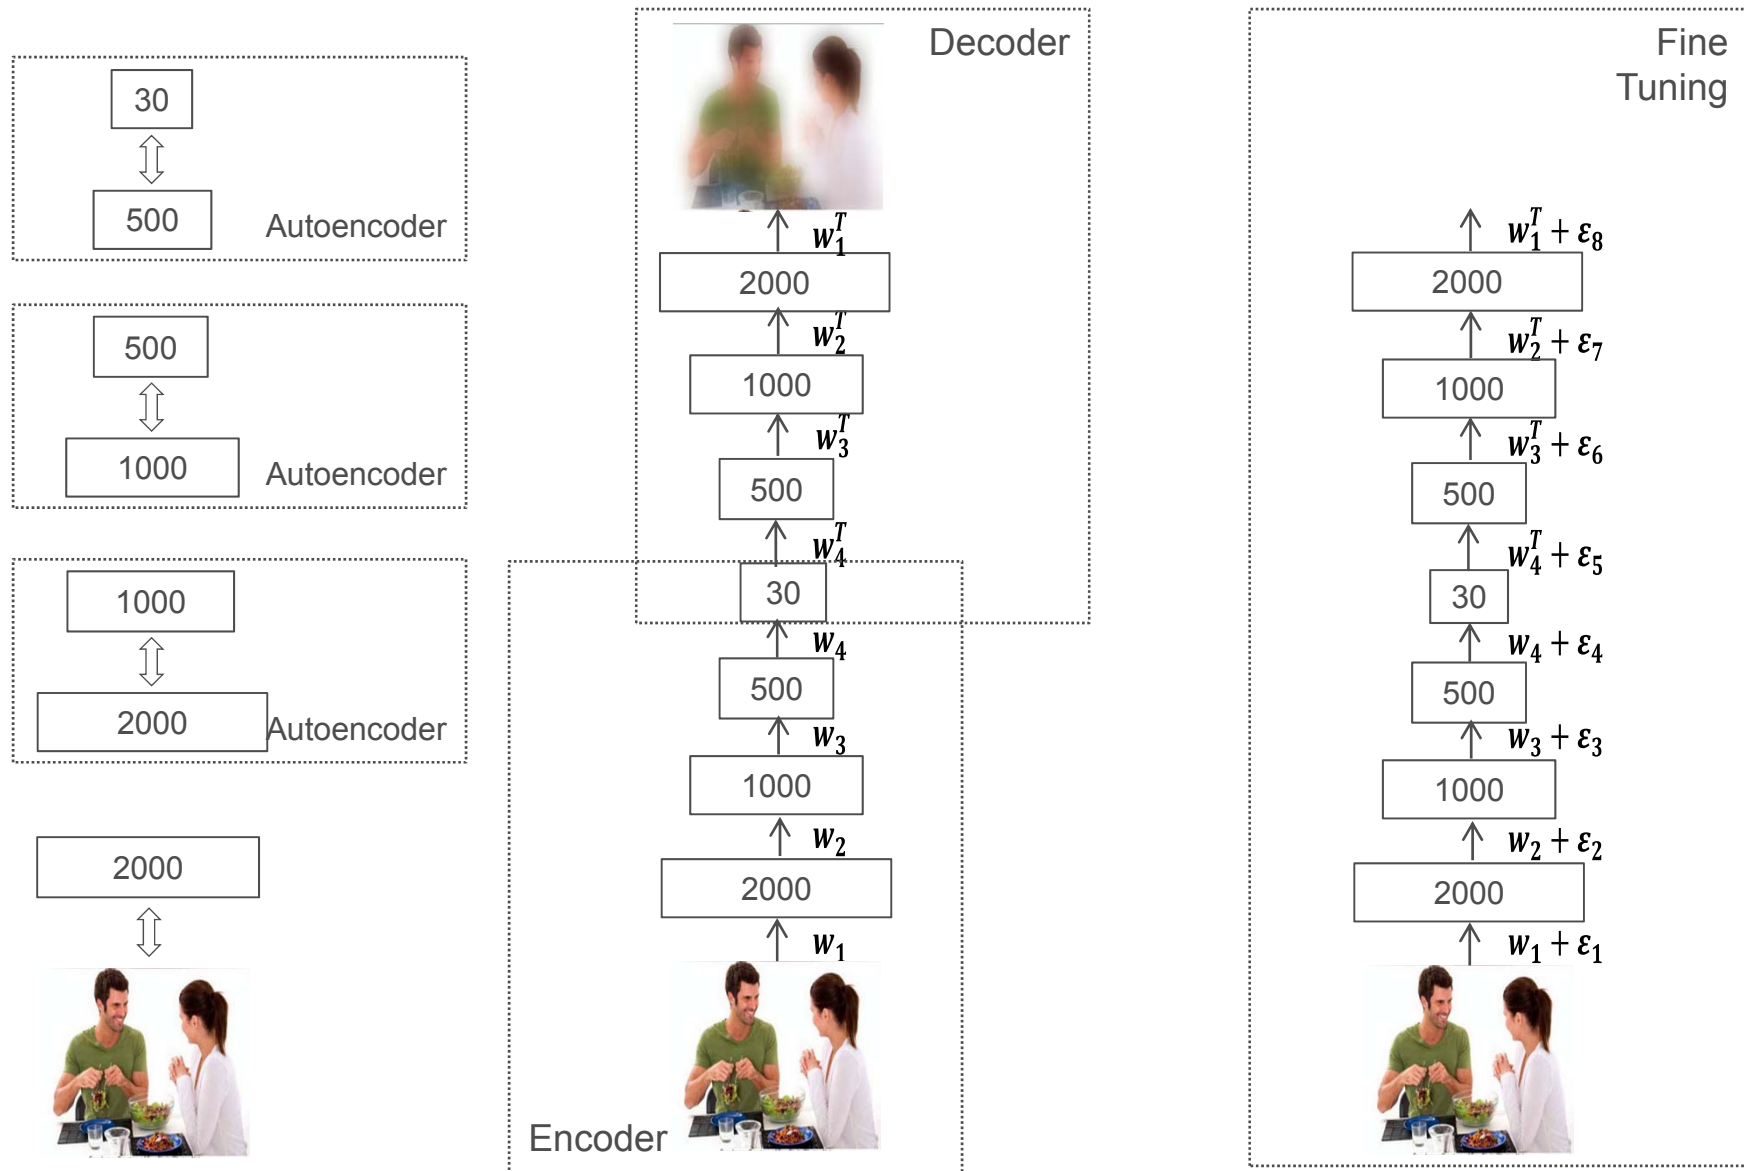 30
500
Autoencoder
500
1000
Autoencoder
1000
2000
Autoencoder
2000
Decoder
w₁ᵀ
2000
w₂ᵀ
1000
w₃ᵀ
500
w₄ᵀ
30
w₄
500
w₃
1000
w₂
2000
w₁
Encoder
Fine
Tuning
w₁ᵀ + ε₈
2000
w₂ᵀ + ε₇
1000
w₃ᵀ + ε₆
500
w₄ᵀ + ε₅
30
w₄ + ε₄
500
w₃ + ε₃
1000
w₂ + ε₂
2000
w₁ + ε₁